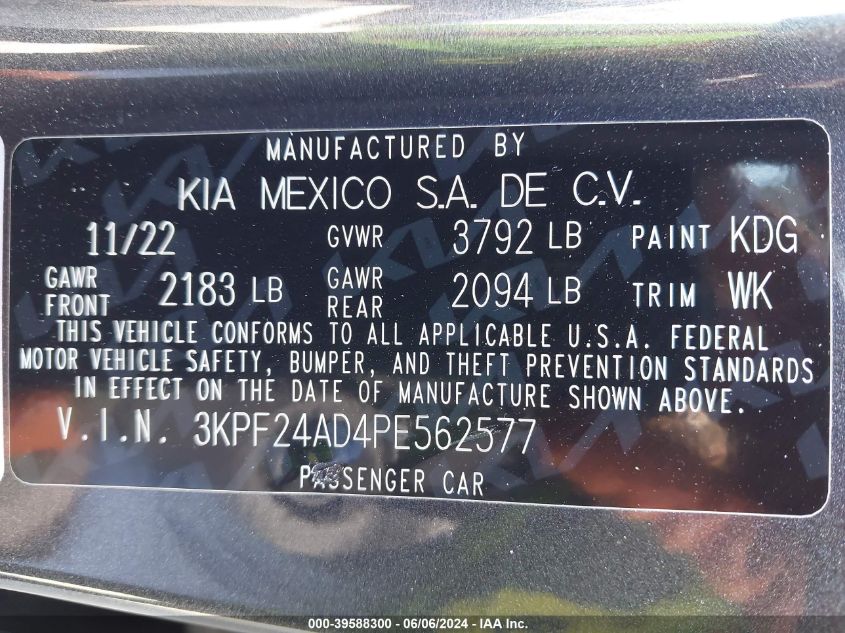 MANUFACTURED BY
KIA MEXICO S.A. DE C.V.
11/22 GVWR 3792 LB PAINT KDG
GAWR FRONT 2183 LB GAWR REAR 2094 LB TRIM WK
THIS VEHICLE CONFORMS TO ALL APPLICABLE U.S.A. FEDERAL
MOTOR VEHICLE SAFETY, BUMPER, AND THEFT PREVENTION STANDARDS
IN EFFECT ON THE DATE OF MANUFACTURE SHOWN ABOVE.
V.I.N. 3KPF24AD4PE562577
PASSENGER CAR
000-39588300 - 06/06/2024 - IAA Inc.